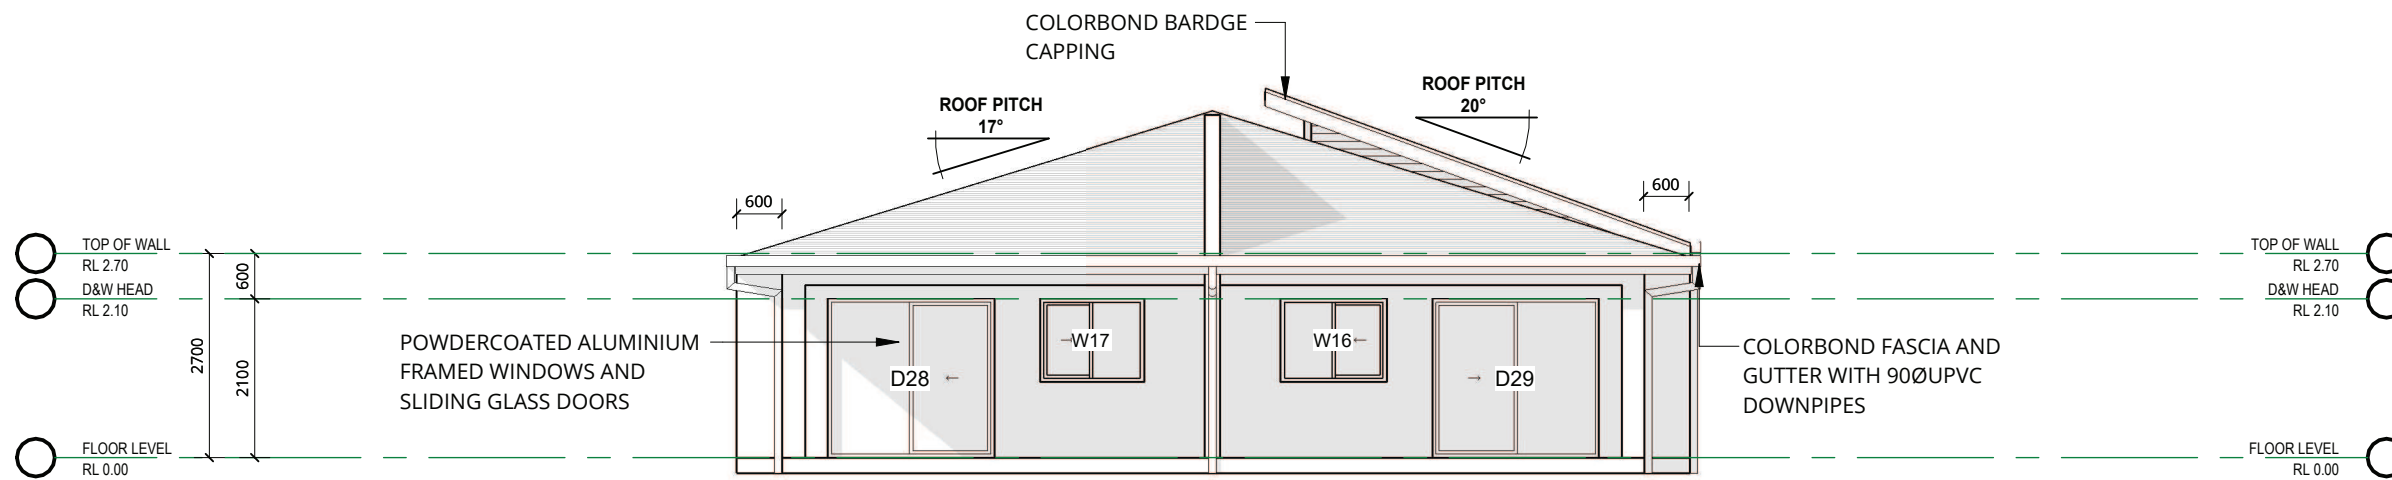 COLORBOND BARDGE
CAPPING
ROOF PITCH
17°
ROOF PITCH
20°
600
600
TOP OF WALL
RL 2.70
D&W HEAD
RL 2.10
600
2700
2100
POWDERCOATED ALUMINIUM
FRAMED WINDOWS AND
SLIDING GLASS DOORS
FLOOR LEVEL
RL 0.00
D28
W17
W16
D29
COLORBOND FASCIA AND
GUTTER WITH 90ØUPVC
DOWNPIPES
TOP OF WALL
RL 2.70
D&W HEAD
RL 2.10
FLOOR LEVEL
RL 0.00